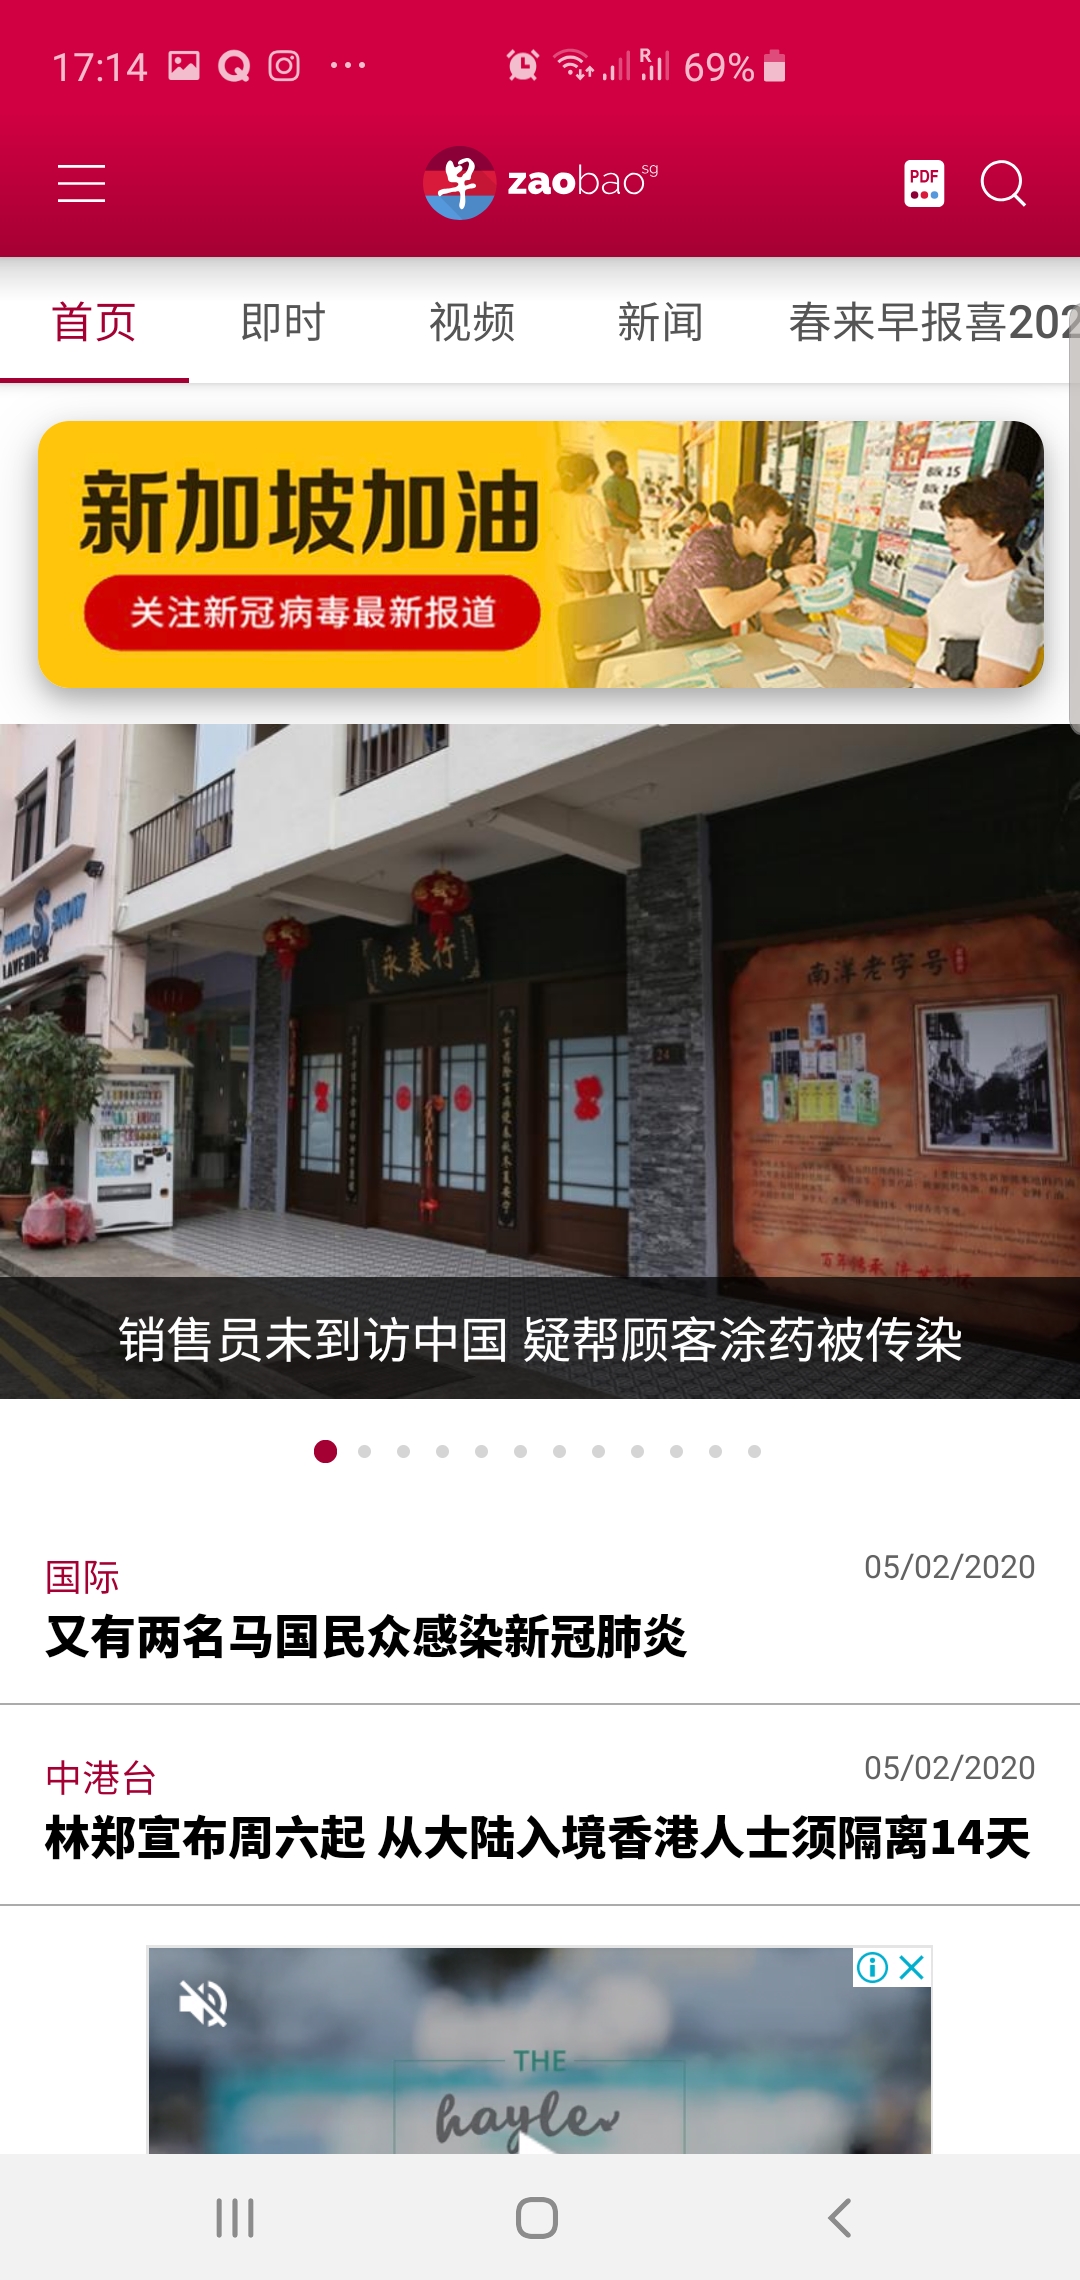 17:14
R
69%
早 zaobao sg
PDF
首页 即时 视频 新闻 春来早报喜202
新加坡加油
关注新冠病毒最新报道
Blk 15
LAVENDER
永泰行
南洋老字号
24
销售员未到访中国 疑帮顾客涂药被传染
国际
05/02/2020
又有两名马国民众感染新冠肺炎
中港台
05/02/2020
林郑宣布周六起 从大陆入境香港人士须隔离14天
THE